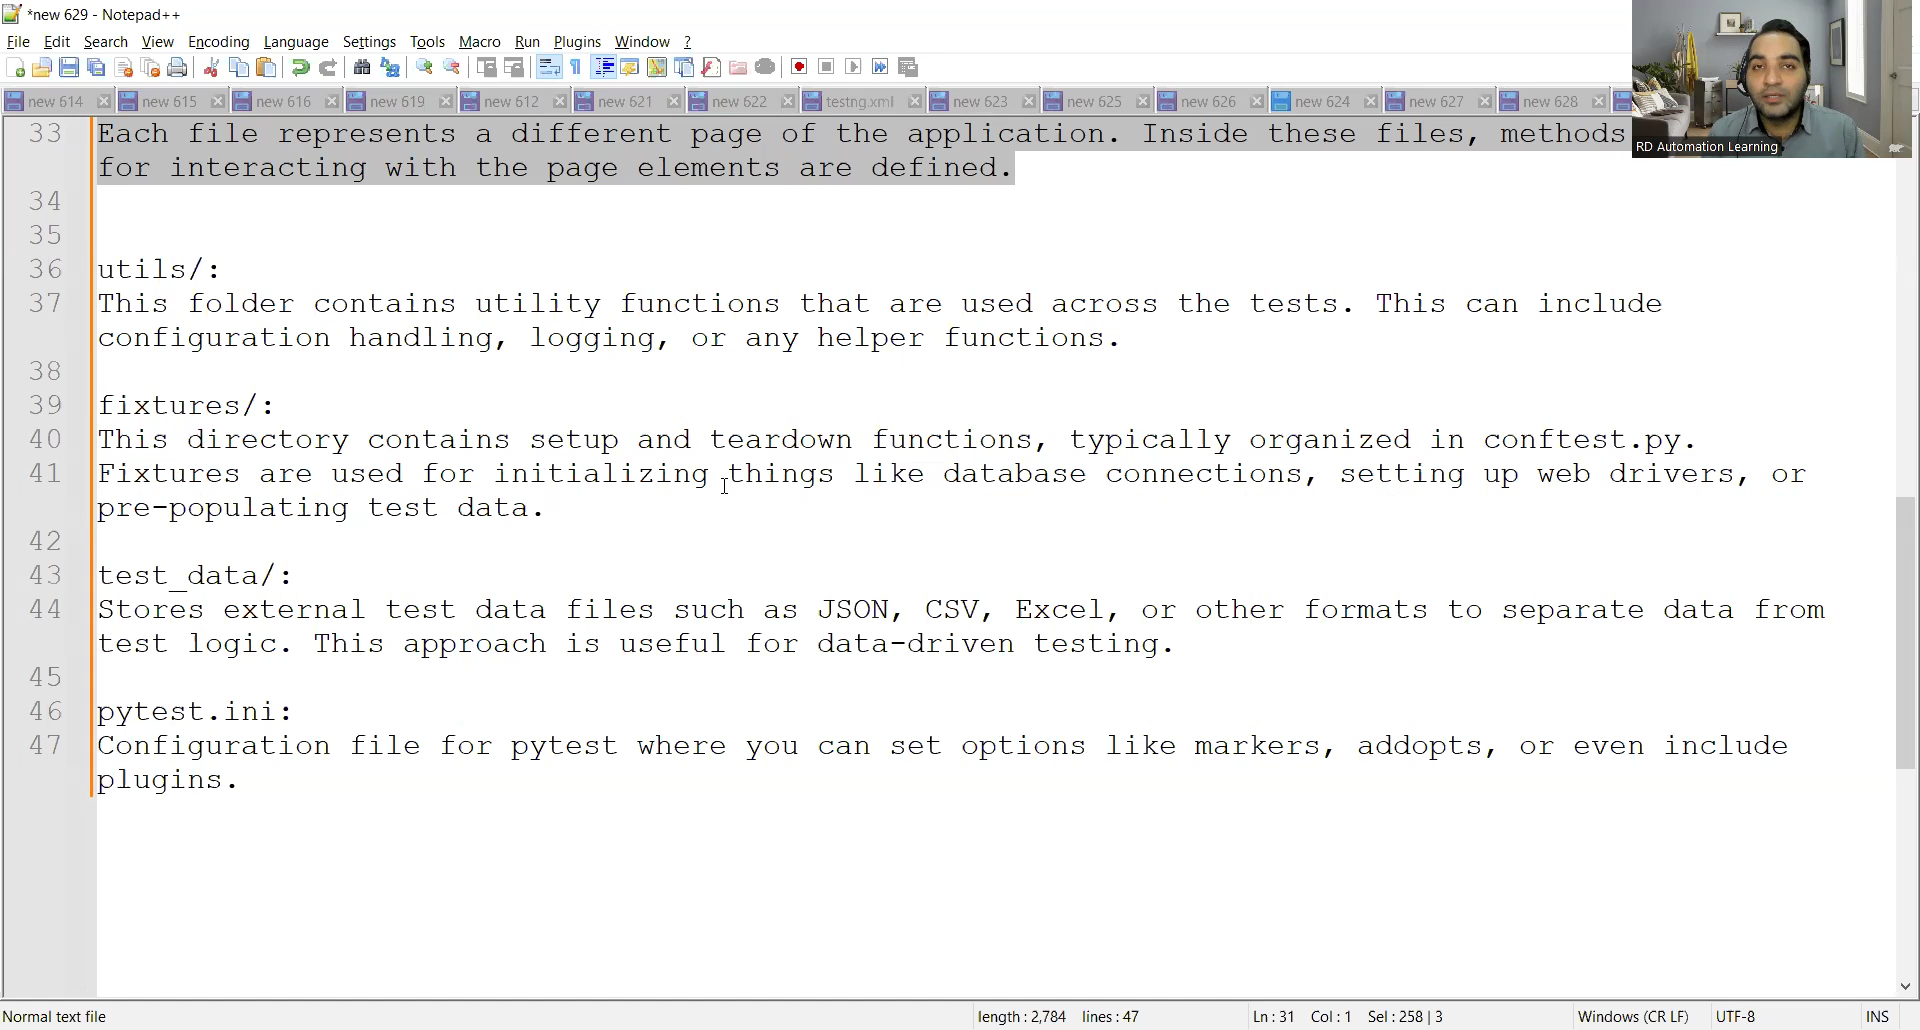 *new 629 - Notepad++
File Edit Search View Encoding Language Settings Tools Macro Run Plugins Window ?
new 614 new 615 new 616 new 619 new 612 new 621 new 622 testng.xml new 623 new 625 new 626 new 624 new 627 new 628
RD Automation Learning
33 Each file represents a different page of the application. Inside these files, methods
for interacting with the page elements are defined.
34
35
36 utils/:
37 This folder contains utility functions that are used across the tests. This can include
configuration handling, logging, or any helper functions.
38
39 fixtures/:
40 This directory contains setup and teardown functions, typically organized in conftest.py.
41 Fixtures are used for initializing things like database connections, setting up web drivers, or
pre-populating test data.
42
43 test_data/:
44 Stores external test data files such as JSON, CSV, Excel, or other formats to separate data from
test logic. This approach is useful for data-driven testing.
45
46 pytest.ini:
47 Configuration file for pytest where you can set options like markers, addopts, or even include
plugins.
Normal text file length : 2,784 lines : 47 Ln : 31 Col : 1 Sel : 258 | 3 Windows (CR LF) UTF-8 INS